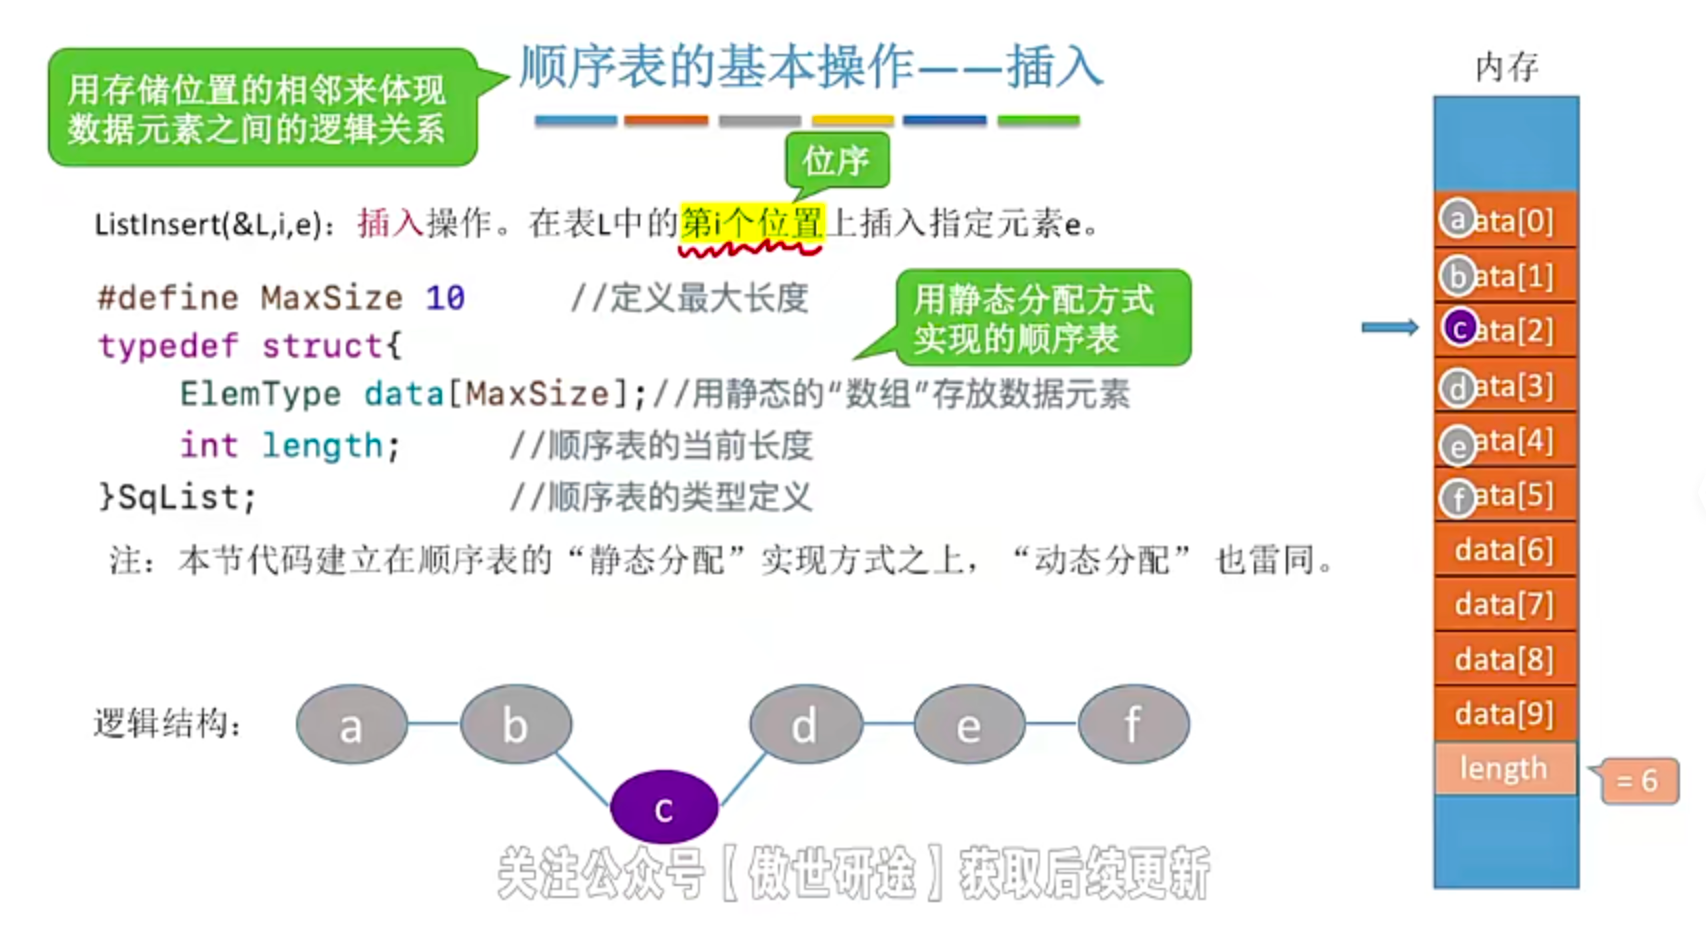 顺序表的基本操作——插入
用存储位置的相邻来体现
数据元素之间的逻辑关系
位序
ListInsert(&L,i,e)：插入操作。在表L中的第i个位置上插入指定元素e。
#define MaxSize 10 //定义最大长度
typedef struct{
ElemType data[MaxSize];//用静态的“数组”存放数据元素
int length; //顺序表的当前长度
}SqList; //顺序表的类型定义
用静态分配方式
实现的顺序表
注：本节代码建立在顺序表的“静态分配”实现方式之上，“动态分配” 也雷同。
逻辑结构：
a b d e f
c
关注公众号【傲世研途】获取后续更新
内存
a ata[0]
b ata[1]
c ata[2]
d ata[3]
e ata[4]
f ata[5]
data[6]
data[7]
data[8]
data[9]
length
= 6